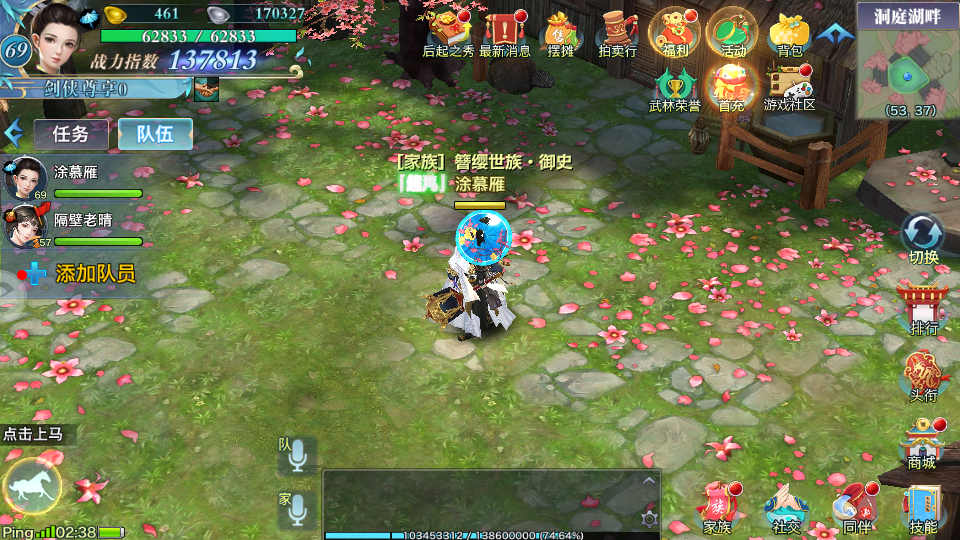 461
170327
62833 / 62833
69
战力指数 137813
剑侠尊享0
后起之秀
最新消息
摆摊
拍卖行
福利
活动
背包
武林荣誉
首充
游戏社区
洞庭湖畔
(53, 37)
任务
队伍
涂慕雁
69
隔壁老晴
57
添加队员
[家族] 簪缨世族·御史
涂慕雁
切换
排行
头衔
商城
点击上马
队
家
家族
社交
同伴
技能
Ping
02:38
103453312 / 138600000 (74.64%)